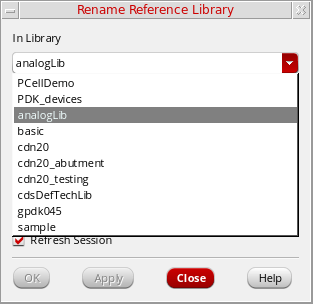 Rename Reference Library
In Library
analogLib
PCellDemo
PDK_devices
analogLib
basic
cdn20
cdn20_abutment
cdn20_testing
cdsDefTechLib
gpdk045
sample
Refresh Session
OK Apply Close Help